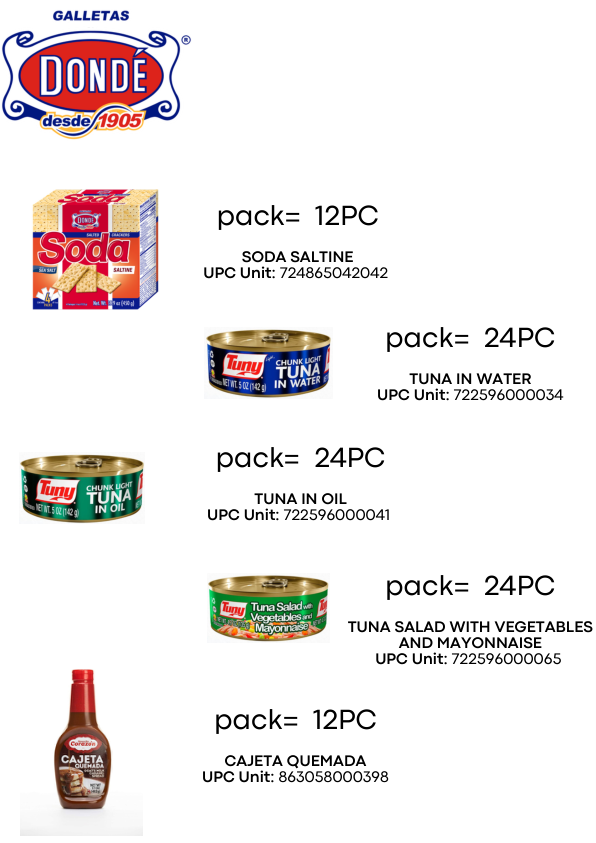 GALLETAS
DONDÉ
®
desde 1905
DONDÉ
SALTED CRACKERS
Soda
SEA SALT
SALTINE
4
pack= 12PC
SODA SALTINE
UPC Unit: 724865042042
Tuny
CHUNK LIGHT
TUNA
IN WATER
NET WT. 5 OZ (142 g)
pack= 24PC
TUNA IN WATER
UPC Unit: 722596000034
Tuny
CHUNK LIGHT
TUNA
IN OIL
NET WT. 5 OZ (142 g)
pack= 24PC
TUNA IN OIL
UPC Unit: 722596000041
Tuny
Tuna Salad with
Vegetables and
Mayonnaise
pack= 24PC
TUNA SALAD WITH VEGETABLES
AND MAYONNAISE
UPC Unit: 722596000065
Corazón
CAJETA
QUEMADA
pack= 12PC
CAJETA QUEMADA
UPC Unit: 863058000398